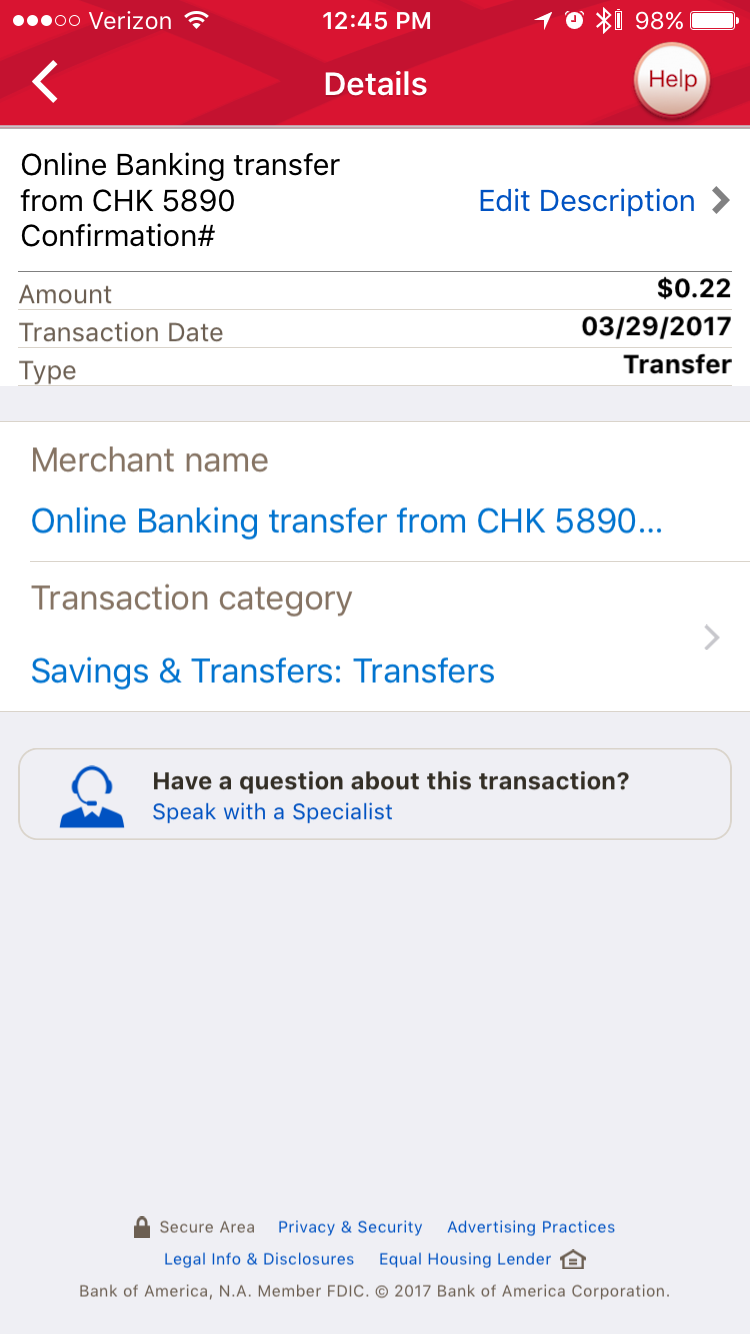 Verizon 12:45 PM 98%
Details Help
Online Banking transfer
from CHK 5890
Confirmation#
Edit Description
Amount $0.22
Transaction Date 03/29/2017
Type Transfer
Merchant name
Online Banking transfer from CHK 5890...
Transaction category
Savings & Transfers: Transfers
Have a question about this transaction?
Speak with a Specialist
Secure Area Privacy & Security Advertising Practices
Legal Info & Disclosures Equal Housing Lender
Bank of America, N.A. Member FDIC. © 2017 Bank of America Corporation.